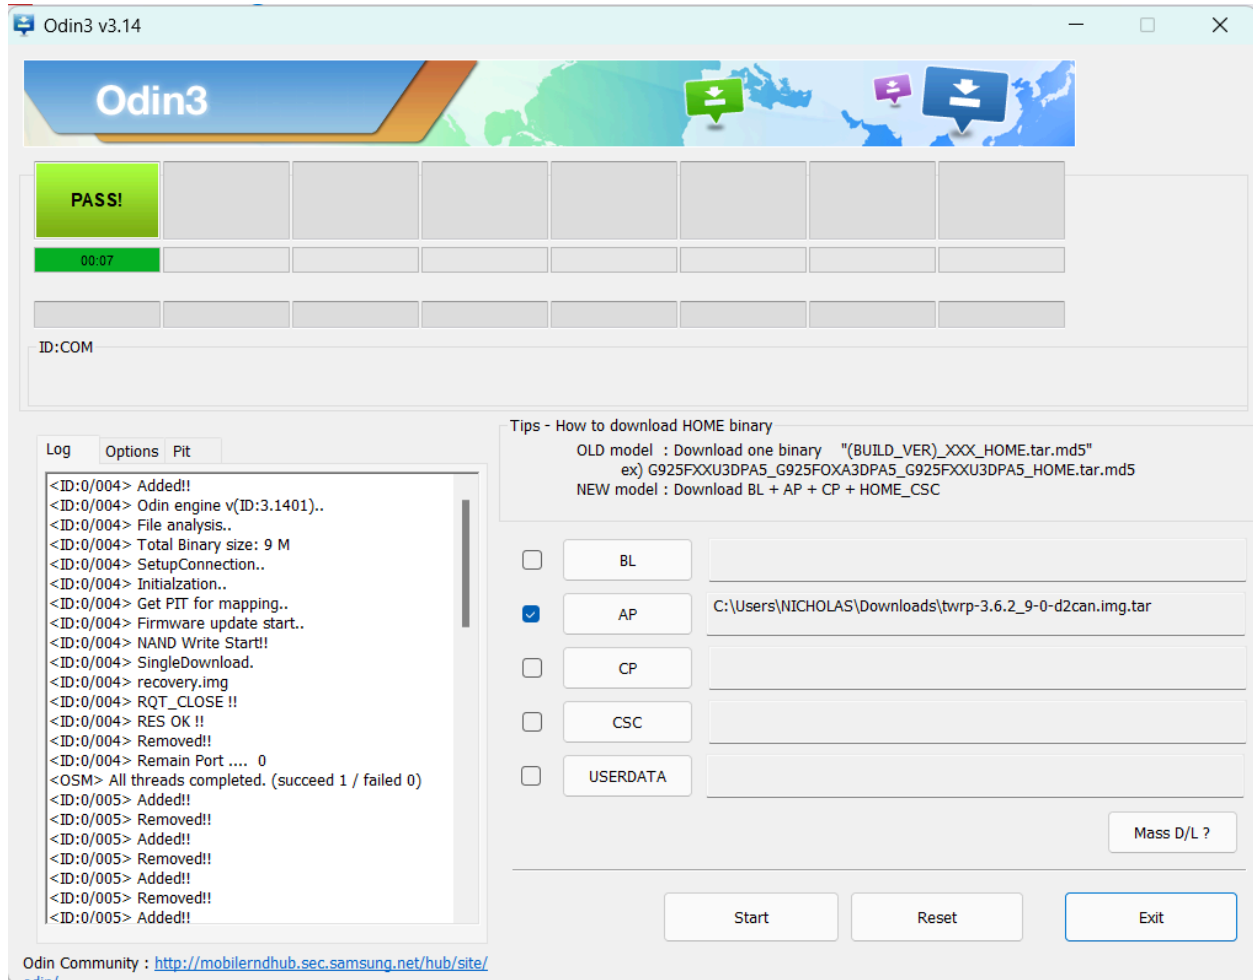 Odin3 v3.14
Odin3
PASS!
00:07
ID:COM
Log
Options
Pit
<ID:0/004> Added!!
<ID:0/004> Odin engine v(ID:3.1401)..
<ID:0/004> File analysis..
<ID:0/004> Total Binary size: 9 M
<ID:0/004> SetupConnection..
<ID:0/004> Initialzation..
<ID:0/004> Get PIT for mapping..
<ID:0/004> Firmware update start..
<ID:0/004> NAND Write Start!!
<ID:0/004> SingleDownload.
<ID:0/004> recovery.img
<ID:0/004> RQT_CLOSE !!
<ID:0/004> RES OK !!
<ID:0/004> Removed!!
<ID:0/004> Remain Port .... 0
<OSM> All threads completed. (succeed 1 / failed 0)
<ID:0/005> Added!!
<ID:0/005> Removed!!
<ID:0/005> Added!!
<ID:0/005> Removed!!
<ID:0/005> Added!!
<ID:0/005> Removed!!
<ID:0/005> Added!!
Odin Community : http://mobilerndhub.sec.samsung.net/hub/site/
odin/
Tips - How to download HOME binary
OLD model : Download one binary "(BUILD_VER)_XXX_HOME.tar.md5"
ex) G925FXXU3DPA5_G925FOXA3DPA5_G925FXXU3DPA5_HOME.tar.md5
NEW model : Download BL + AP + CP + HOME_CSC
BL
AP C:\Users\NICHOLAS\Downloads\twrp-3.6.2_9-0-d2can.img.tar
CP
CSC
USERDATA
Mass D/L ?
Start
Reset
Exit